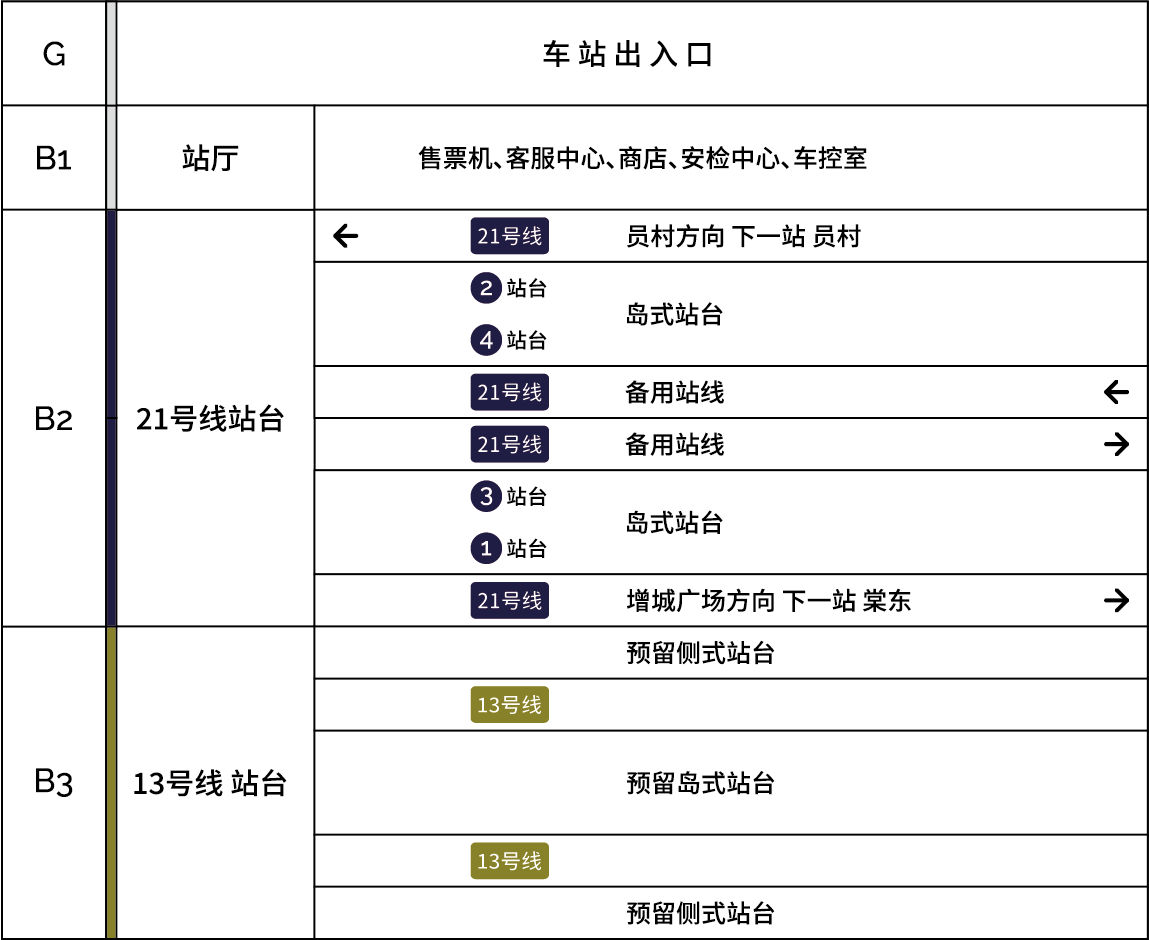 G 车站出入口
B1 站厅 售票机、客服中心、商店、安检中心、车控室
B2 21号线站台
← 21号线 员村方向 下一站 员村
2 站台
岛式站台
4 站台
21号线 备用站线 ←
21号线 备用站线 →
3 站台
岛式站台
1 站台
21号线 增城广场方向 下一站 棠东 →
B3 13号线 站台
预留侧式站台
13号线
预留岛式站台
13号线
预留侧式站台